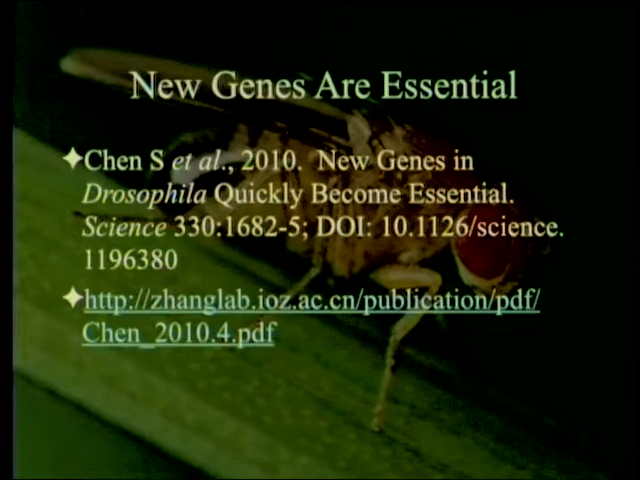 New Genes Are Essential
✦Chen S et al., 2010. New Genes in
Drosophila Quickly Become Essential.
Science 330:1682-5; DOI: 10.1126/science.
1196380
✦http://zhanglab.ioz.ac.cn/publication/pdf/
Chen_2010.4.pdf